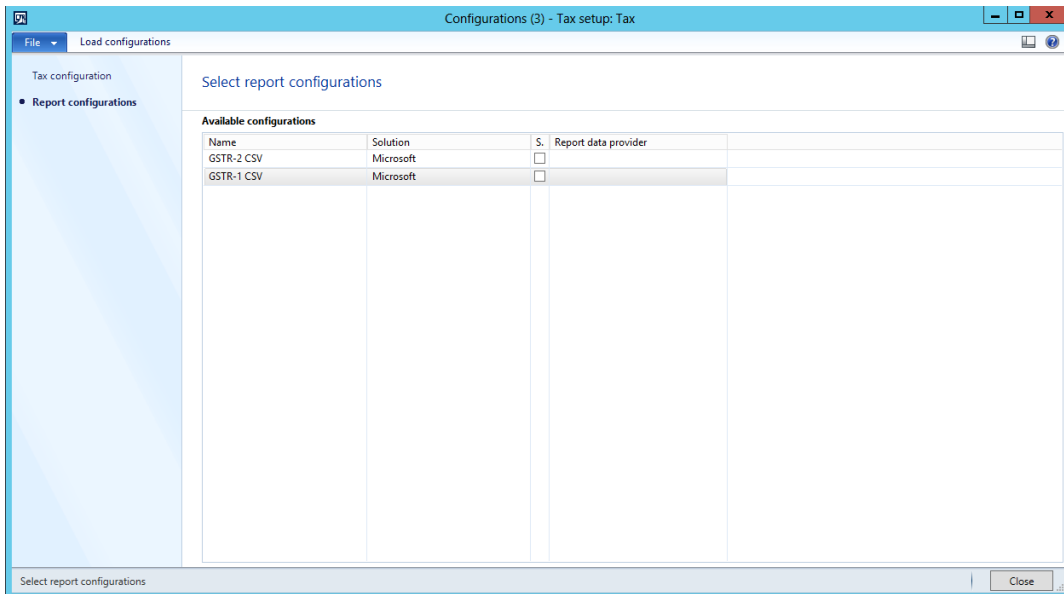 Configurations (3) - Tax setup: Tax
File Load configurations
Tax configuration
Report configurations
Select report configurations
Available configurations
Name Solution S. Report data provider
GSTR-2 CSV Microsoft
GSTR-1 CSV Microsoft
Select report configurations Close